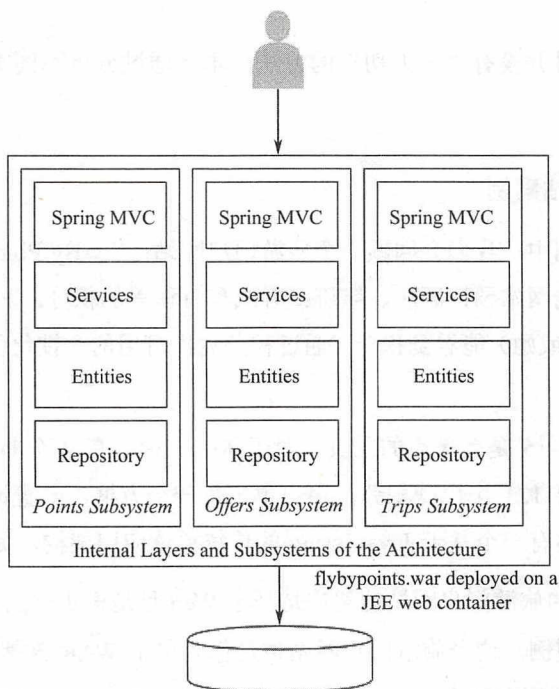 Spring MVC
Services
Entities
Repository
Points Subsystem
Spring MVC
Services
Entities
Repository
Offers Subsystem
Spring MVC
Services
Entities
Repository
Trips Subsystem
Internal Layers and Subsysterns of the Architecture
flybypoints.war deployed on a
JEE web container